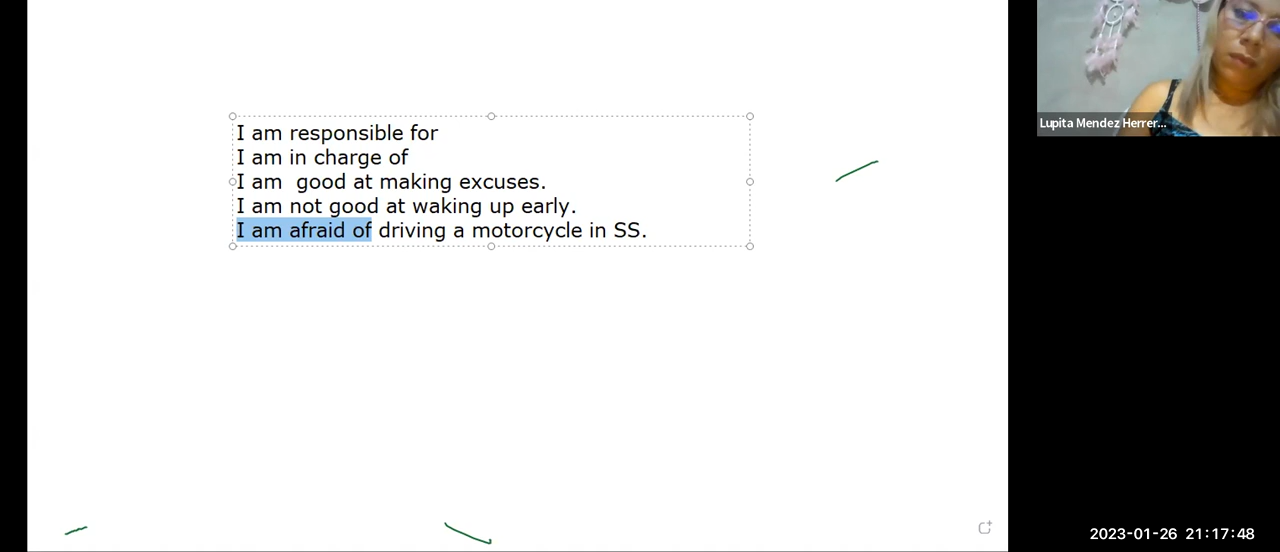 I am responsible for
I am in charge of
I am  good at making excuses.
I am not good at waking up early.
I am afraid of driving a motorcycle in SS.
Lupita Mendez Herrer...
2023-01-26 21:17:48